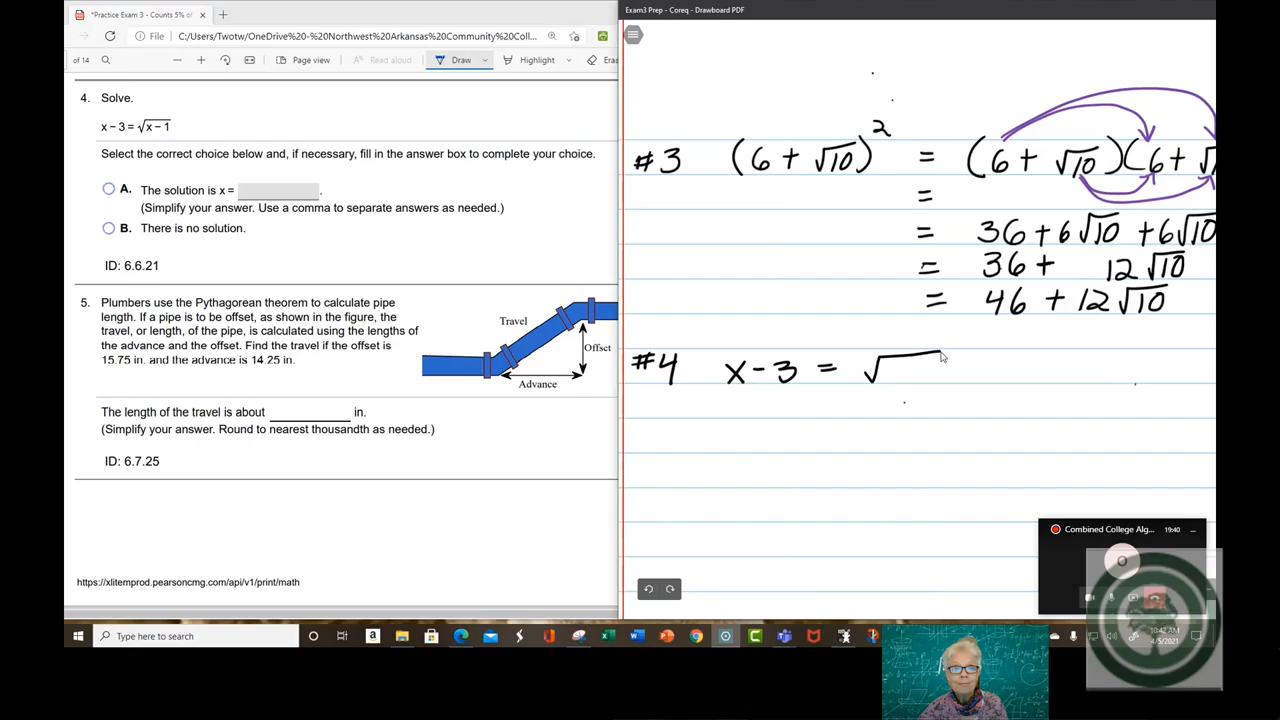 *Practice Exam 3 - Counts 5% of
Exam3 Prep - Coreq - Drawboard PDF
File
C:/Users/Twotw/OneDrive%20-%20Northwest%20Arkansas%20Community%20Coll...
of 14
Page view
Read aloud
Draw
Highlight
4. Solve.
x − 3 = √x − 1
Select the correct choice below and, if necessary, fill in the answer box to complete your choice.
A. The solution is x = .
(Simplify your answer. Use a comma to separate answers as needed.)
B. There is no solution.
ID: 6.6.21
5. Plumbers use the Pythagorean theorem to calculate pipe
length. If a pipe is to be offset, as shown in the figure, the
travel, or length, of the pipe, is calculated using the lengths of
the advance and the offset. Find the travel if the offset is
15.75 in. and the advance is 14.25 in.
Travel
Offset
Advance
The length of the travel is about ____________ in.
(Simplify your answer. Round to nearest thousandth as needed.)
ID: 6.7.25
https://xlitemprod.pearsoncmg.com/api/v1/print/math
#3 (6 + √10)² = (6 + √10)(6 +
=
= 36 + 6√10 + 6√10
= 36 + 12√10
= 46 + 12√10
#4 x - 3 = √
Combined College Alg... 19:40
O
Type here to search
10:42 AM
4/5/2021